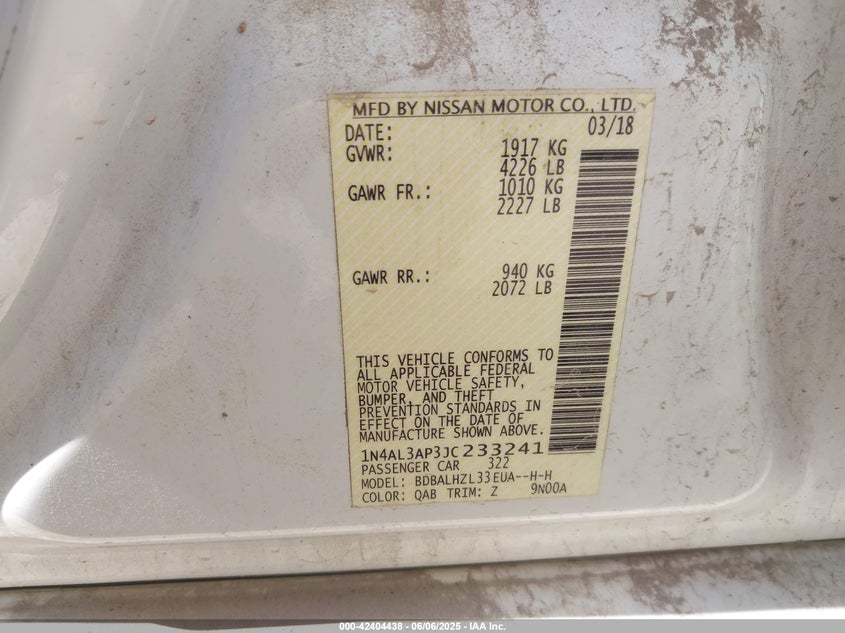 MFD BY NISSAN MOTOR CO., LTD.
DATE: 03/18
GVWR: 1917 KG
4226 LB
GAWR FR.: 1010 KG
2227 LB
GAWR RR.: 940 KG
2072 LB
THIS VEHICLE CONFORMS TO
ALL APPLICABLE FEDERAL
MOTOR VEHICLE SAFETY,
BUMPER, AND THEFT
PREVENTION STANDARDS IN
EFFECT ON THE DATE OF
MANUFACTURE SHOWN ABOVE.
1N4AL3AP3JC233241
PASSENGER CAR 322
MODEL: BDBALHZL33EUA--H-H
COLOR: QAB TRIM: Z 9N00A
000-42404438 - 06/06/2025 - IAA Inc.